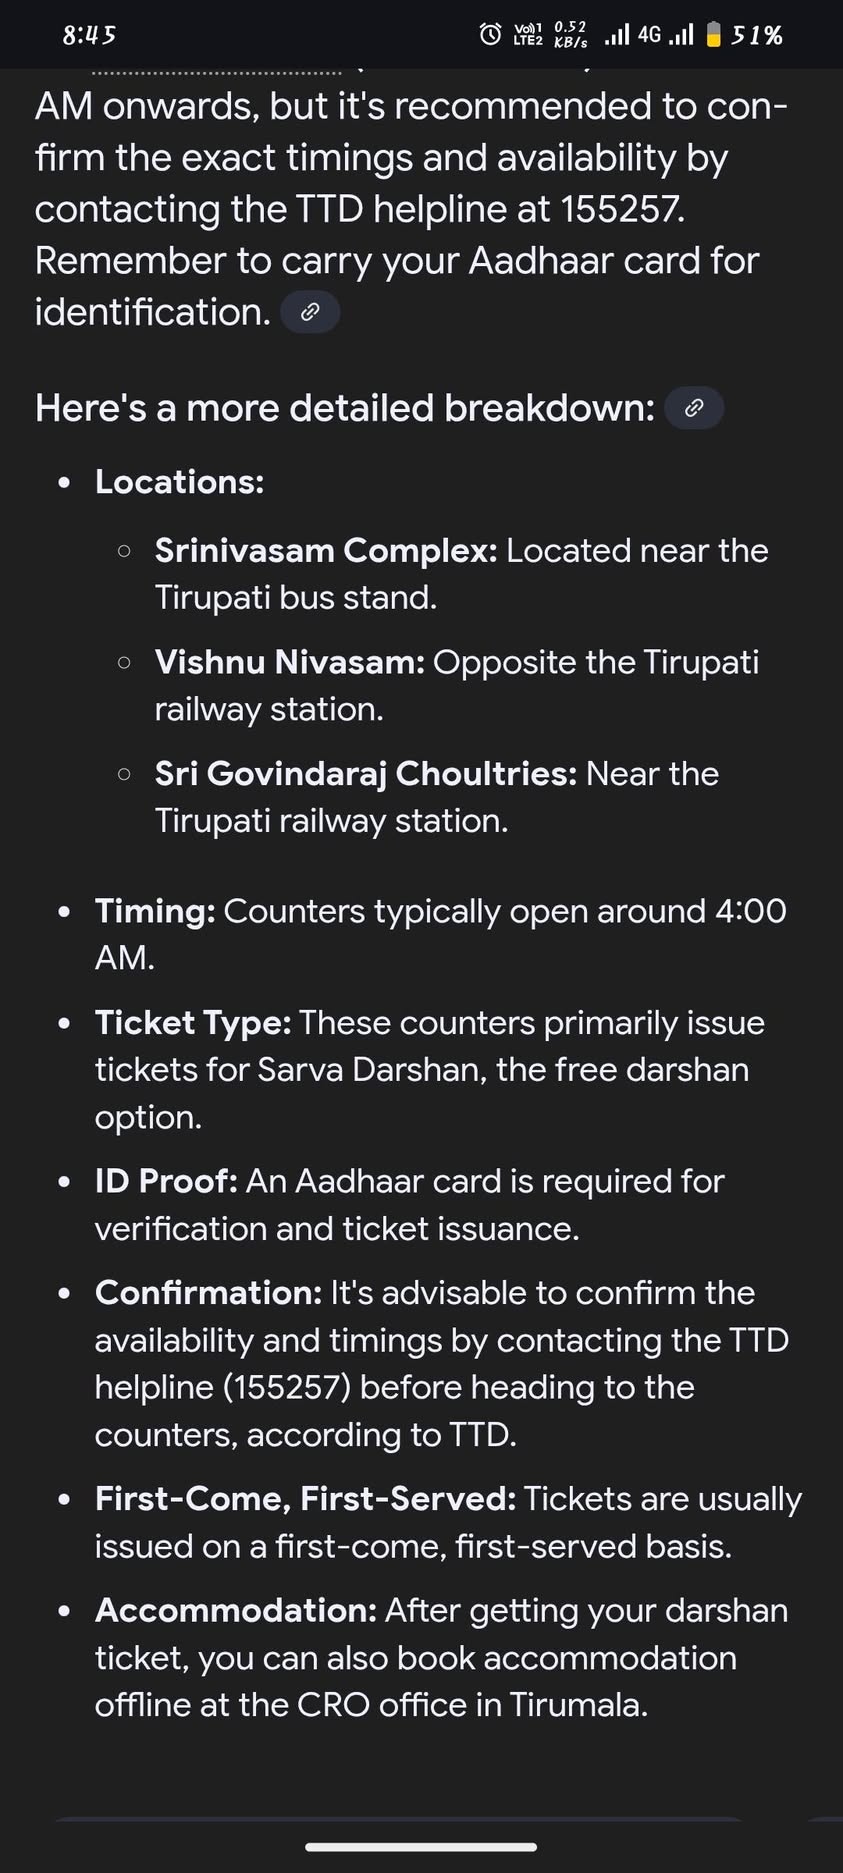 8:45 Vo)) 1 LTE2 0.52 KB/s 4G 51%
AM onwards, but it's recommended to con-
firm the exact timings and availability by
contacting the TTD helpline at 155257.
Remember to carry your Aadhaar card for
identification.
Here's a more detailed breakdown:
• Locations:
○ Srinivasam Complex: Located near the
Tirupati bus stand.
○ Vishnu Nivasam: Opposite the Tirupati
railway station.
○ Sri Govindaraj Choultries: Near the
Tirupati railway station.
• Timing: Counters typically open around 4:00
AM.
• Ticket Type: These counters primarily issue
tickets for Sarva Darshan, the free darshan
option.
• ID Proof: An Aadhaar card is required for
verification and ticket issuance.
• Confirmation: It's advisable to confirm the
availability and timings by contacting the TTD
helpline (155257) before heading to the
counters, according to TTD.
• First-Come, First-Served: Tickets are usually
issued on a first-come, first-served basis.
• Accommodation: After getting your darshan
ticket, you can also book accommodation
offline at the CRO office in Tirumala.